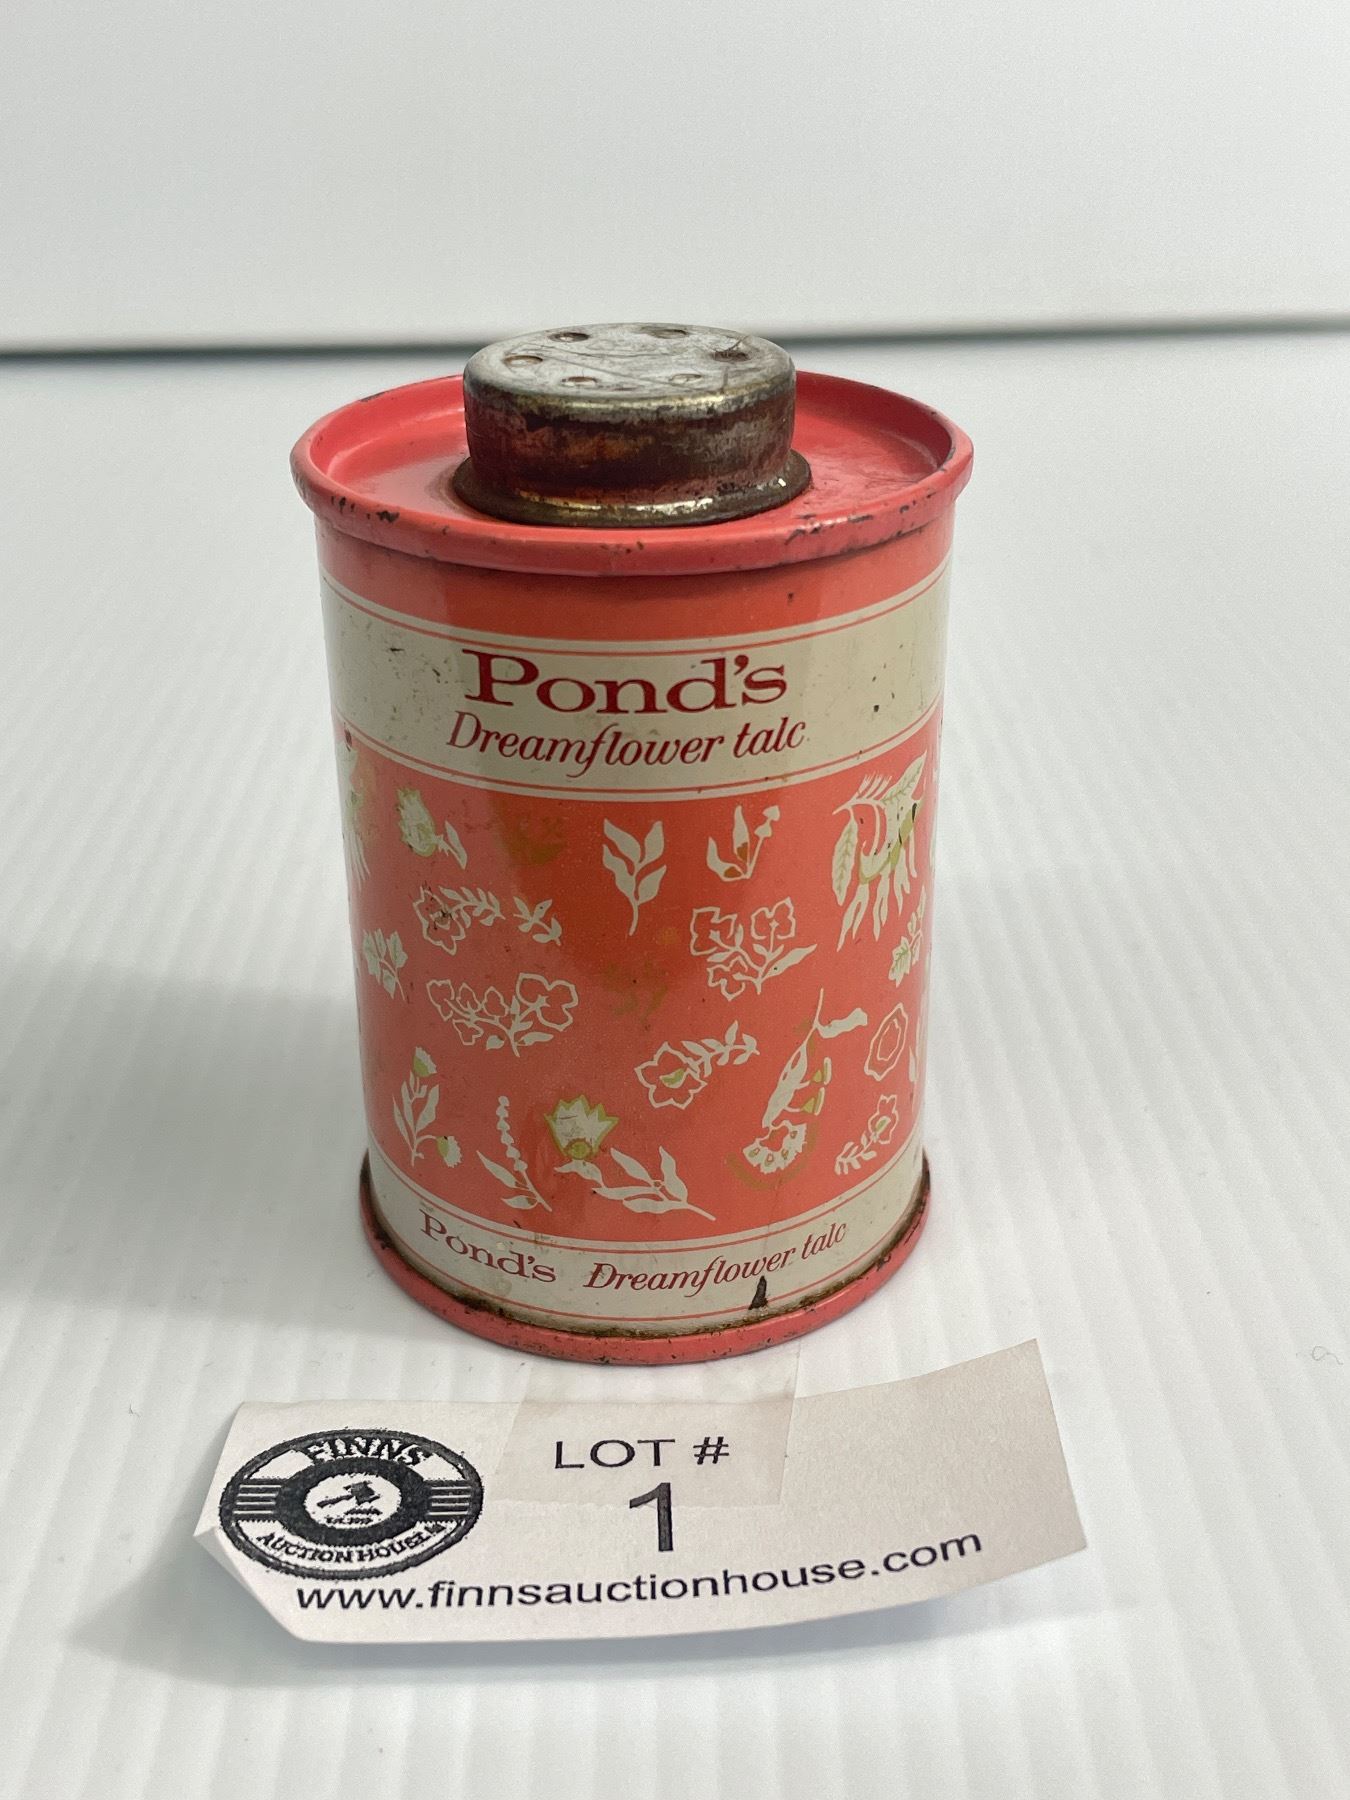 Pond's
Dreamflower talc
Pond's Dreamflower talc
FINNS
AUCTION HOUSE
LOT #
1
www.finnsauctionhouse.com